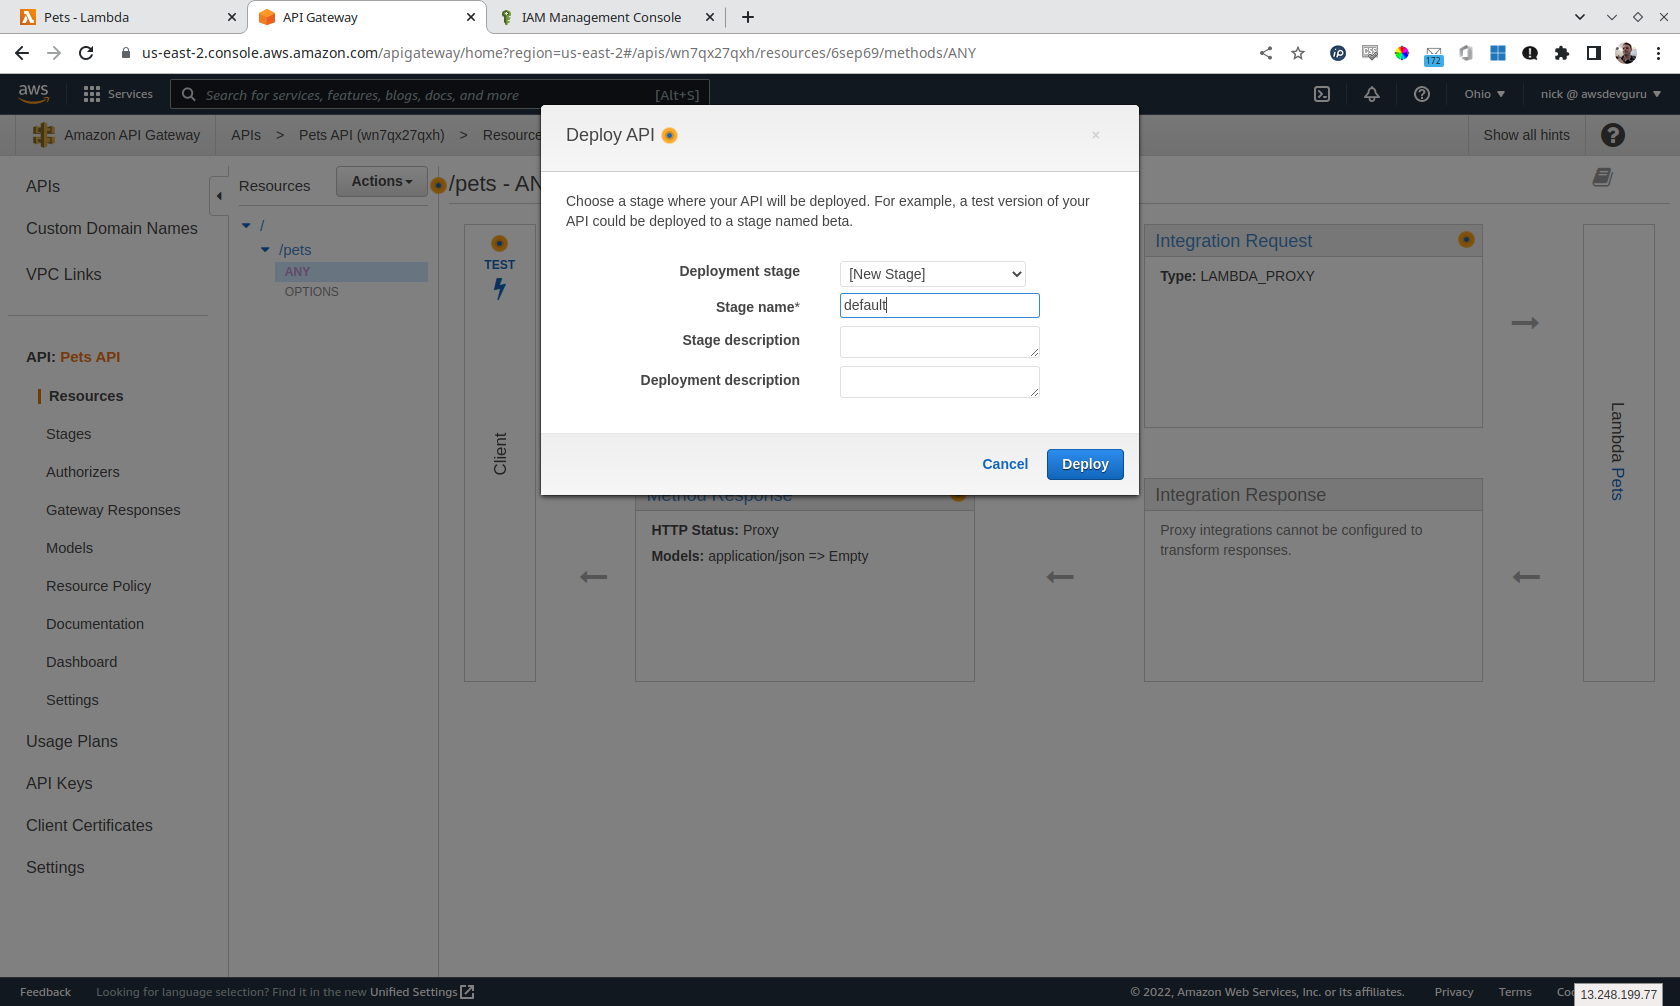 Pets - Lambda
API Gateway
IAM Management Console
us-east-2.console.aws.amazon.com/apigateway/home?region=us-east-2#/apis/wn7qx27qxh/resources/6sep69/methods/ANY
172
aws
Services
Search for services, features, blogs, docs, and more
[Alt+S]
Ohio
nick @ awsdevguru
Amazon API Gateway
APIs > Pets API (wn7qx27qxh) > Resource
Show all hints
APIs
Custom Domain Names
VPC Links
API: Pets API
Resources
Stages
Authorizers
Gateway Responses
Models
Resource Policy
Documentation
Dashboard
Settings
Usage Plans
API Keys
Client Certificates
Settings
Resources
Actions
/
/pets
ANY
OPTIONS
/pets - AN
TEST
Client
Deploy API
Choose a stage where your API will be deployed. For example, a test version of your
API could be deployed to a stage named beta.
Deployment stage
[New Stage]
Stage name*
default
Stage description
Deployment description
Cancel
Deploy
Integration Request
Type: LAMBDA_PROXY
Lambda Pets
Method Response
HTTP Status: Proxy
Models: application/json => Empty
Integration Response
Proxy integrations cannot be configured to
transform responses.
Feedback
Looking for language selection? Find it in the new Unified Settings
© 2022, Amazon Web Services, Inc. or its affiliates.
Privacy
Terms
13.248.199.77